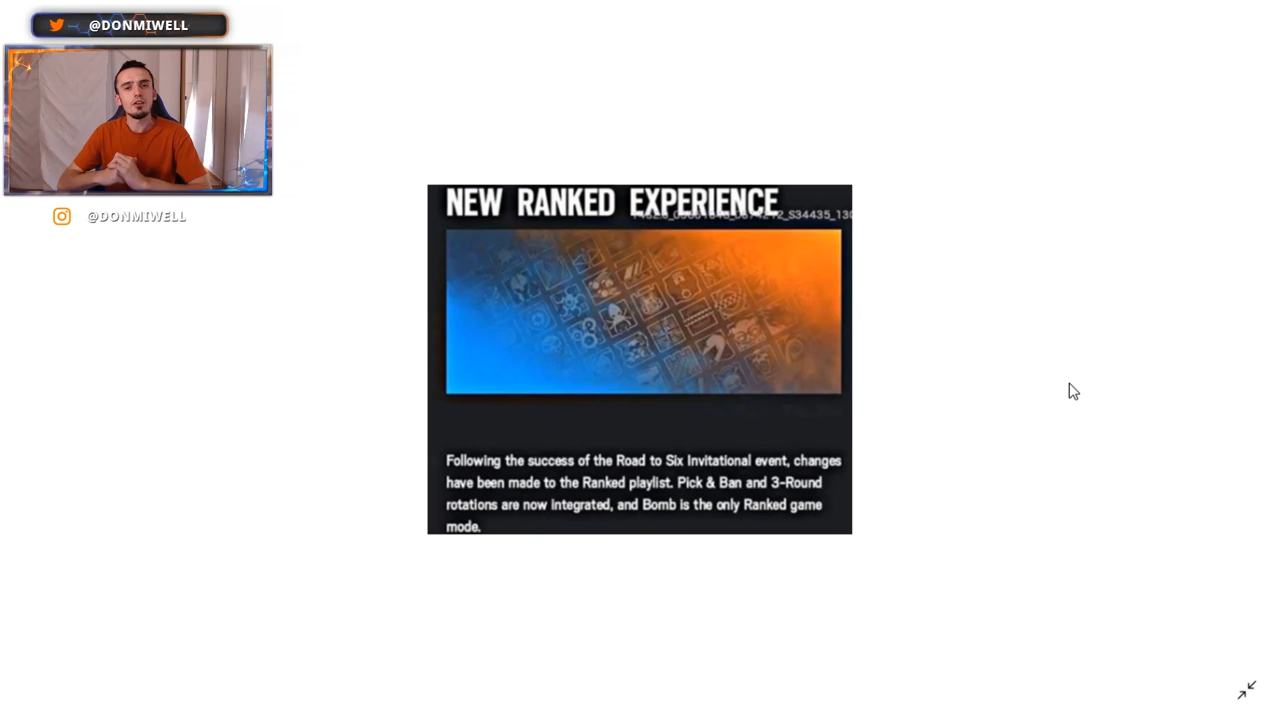 @DONMIWELL
@DONMIWELL
NEW RANKED EXPERIENCE
Following the success of the Road to Six Invitational event, changes
have been made to the Ranked playlist. Pick & Ban and 3-Round
rotations are now integrated, and Bomb is the only Ranked game
mode.